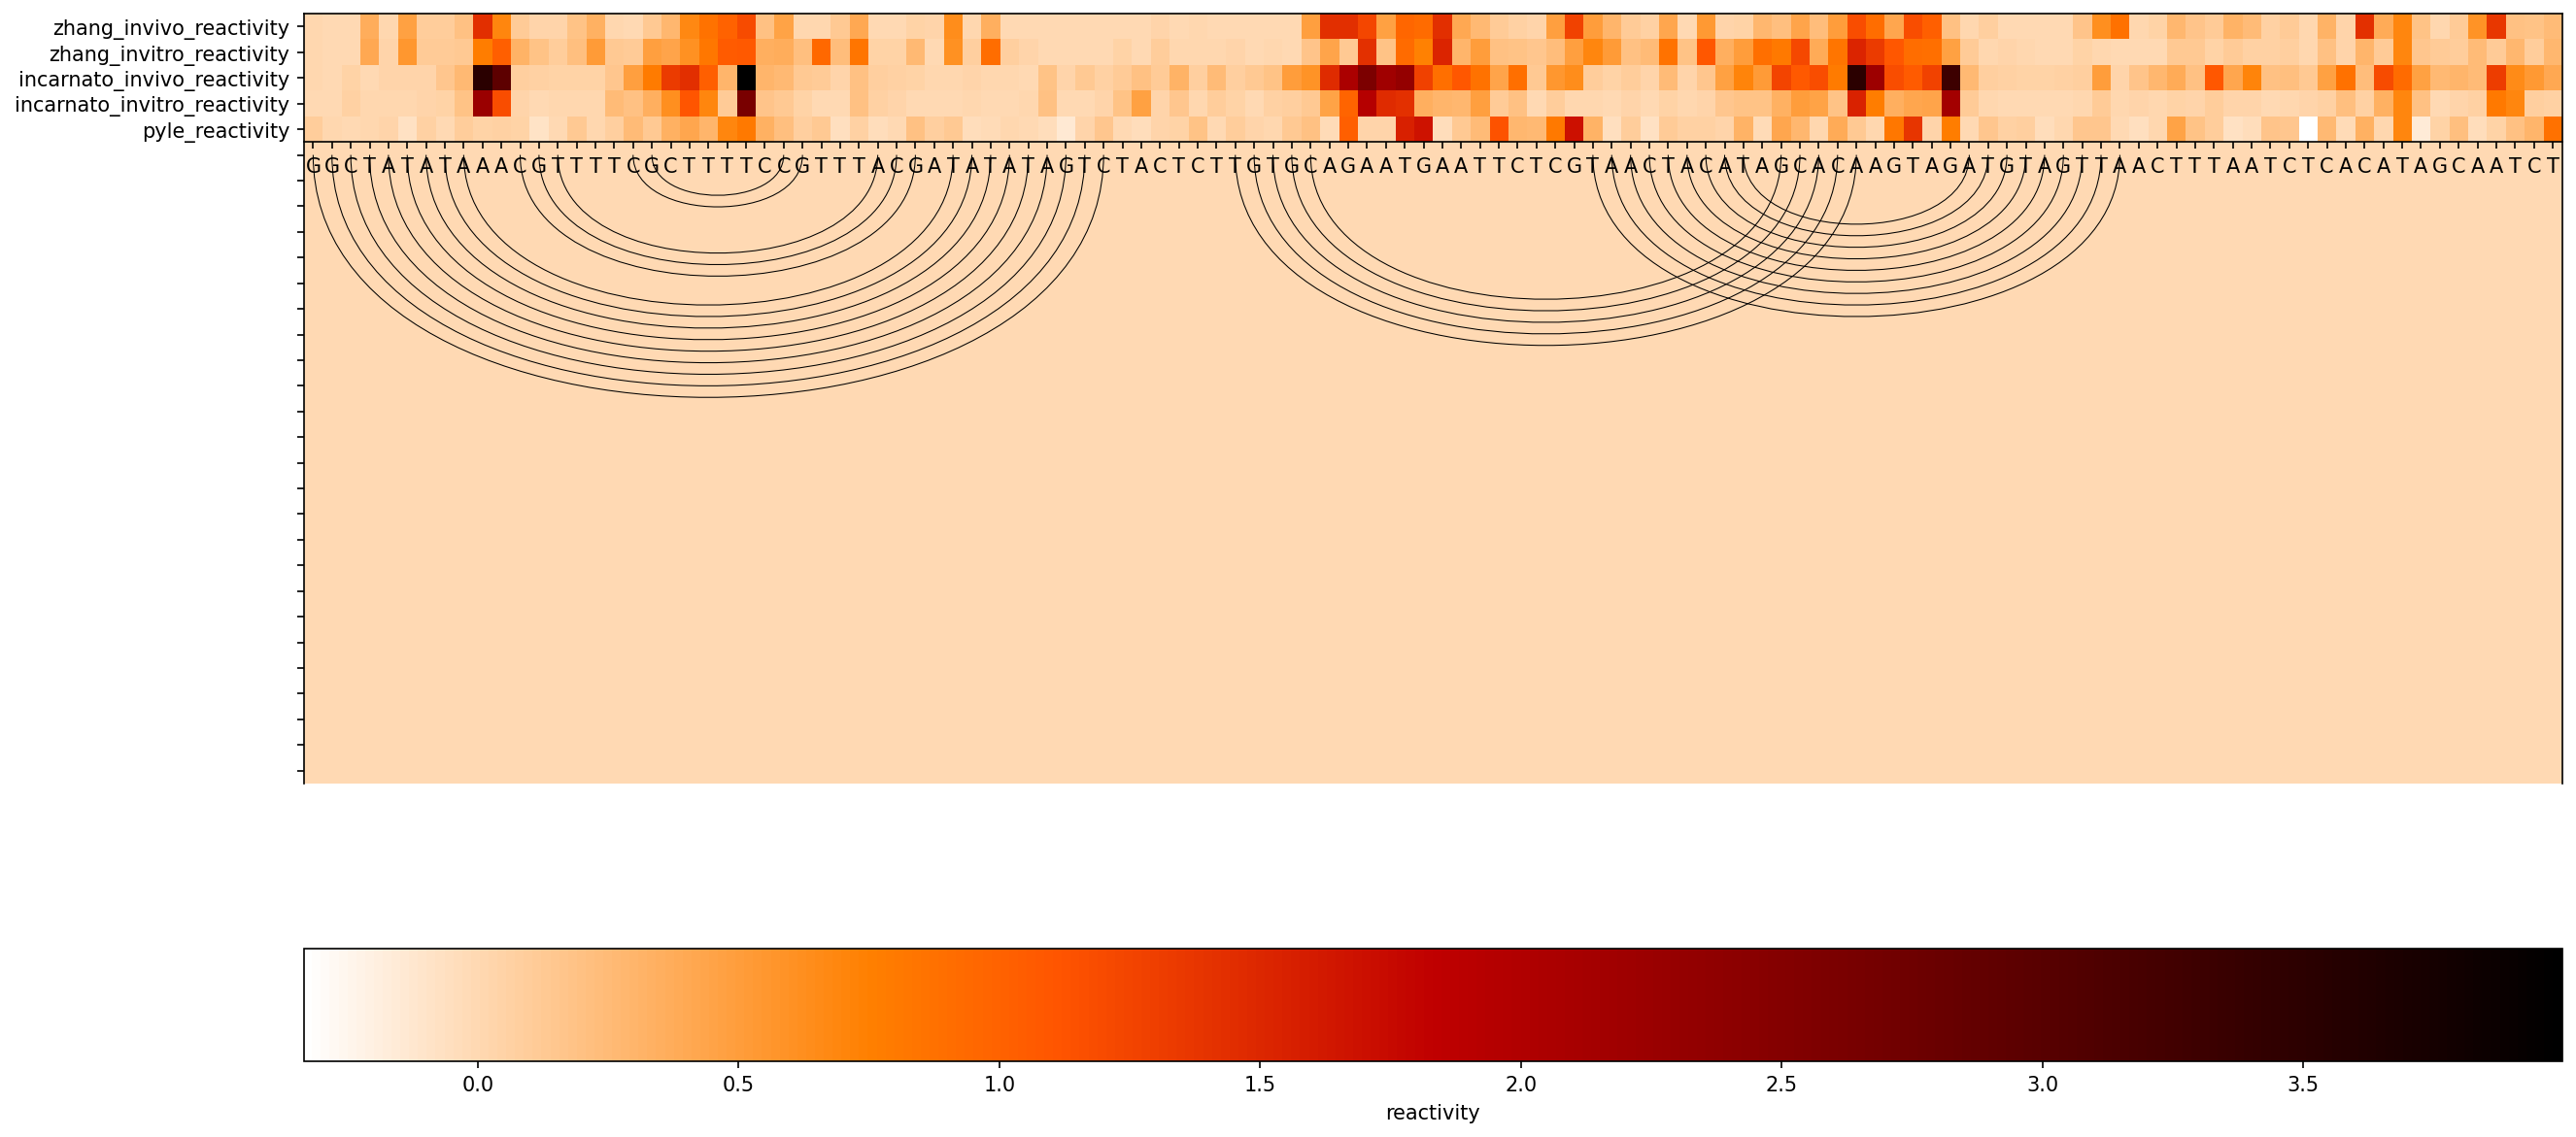 zhang_invivo_reactivity
zhang_invitro_reactivity
incarnato_invivo_reactivity
incarnato_invitro_reactivity
pyle_reactivity
GGCTATATAAACGTTTTCGCTTTTCCGTTTACGATATATAGTCTACTCTTGTGCAGAATGAATTCTCGTAACTACATAGCACAAGTAGATGTAGTTAACTTTAATCTCACATAGCAATCT
0.0 0.5 1.0 1.5 2.0 2.5 3.0 3.5
reactivity